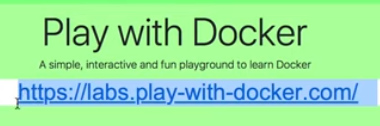 Play with Docker
A simple, interactive and fun playground to learn Docker
https://labs.play-with-docker.com/